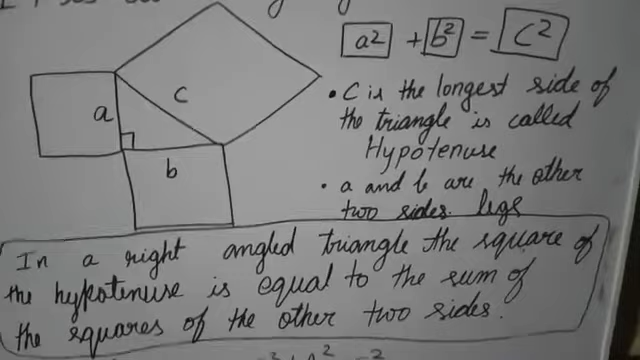 a² + b² = c²
a
c
b
• C is the longest side of
the triangle is called
Hypotenuse
• a and b are the other
two sides. legs
In a right angled triangle the square of
the hypotenuse is equal to the sum of
the squares of the other two sides.